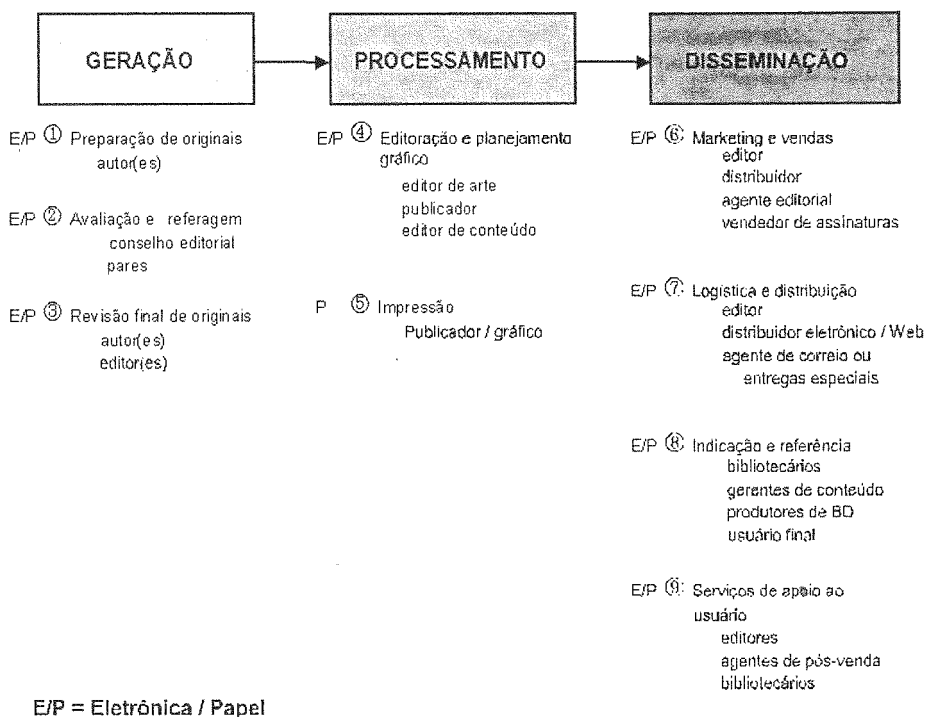 GERAÇÃO
PROCESSAMENTO
DISSEMINAÇÃO
E/P ① Preparação de originais
autor(es)
E/P ② Avaliação e referagem
conselho editorial
pares
E/P ③ Revisão final de originais
autor(es)
editor(es)
E/P ④ Editoração e planejamento
gráfico
editor de arte
publicador
editor de conteúdo
P ⑤ Impressão
Publicador / gráfico
E/P ⑥ Marketing e vendas
editor
distribuidor
agente editorial
vendedor de assinaturas
E/P ⑦ Logística e distribuição
editor
distribuidor eletrônico / Web
agente de correio ou
entregas especiais
E/P ⑧ Indicação e referência
bibliotecários
gerentes de conteúdo
produtores de BD
usuário final
E/P ⑨ Serviços de apoio ao
usuário
editores
agentes de pós-venda
bibliotecários
E/P = Eletrônica / Papel